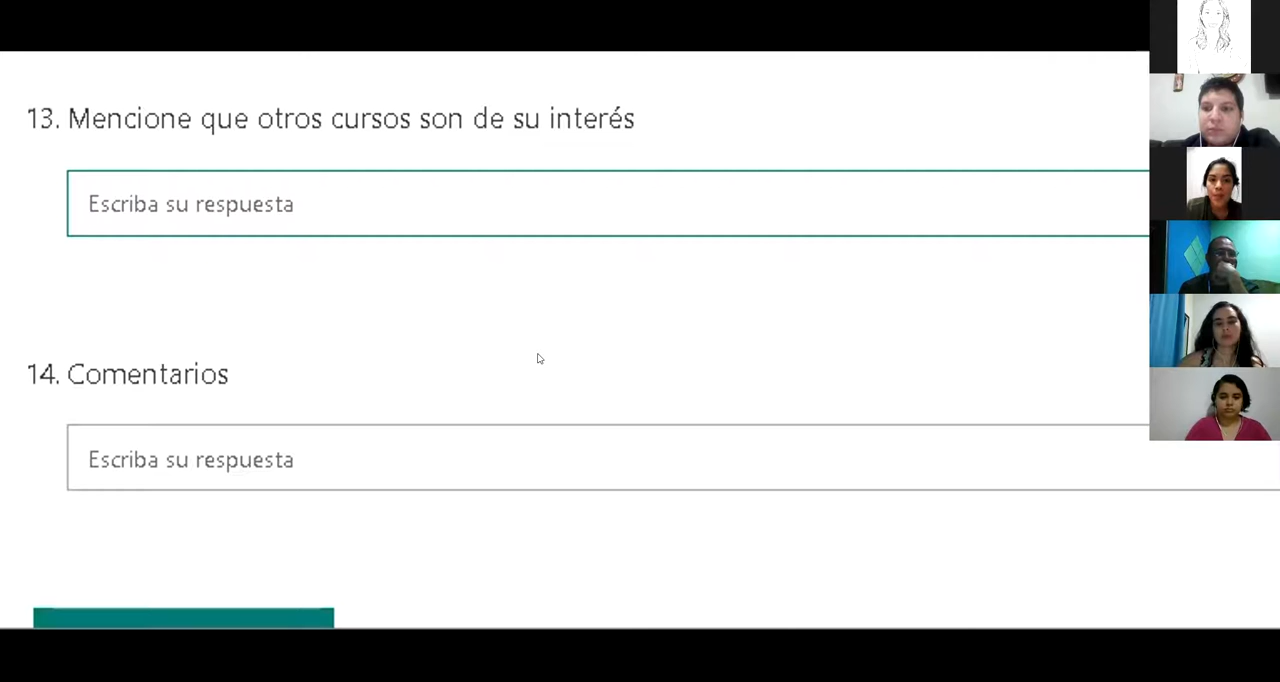 13. Mencione que otros cursos son de su interés
Escriba su respuesta
14. Comentarios
Escriba su respuesta